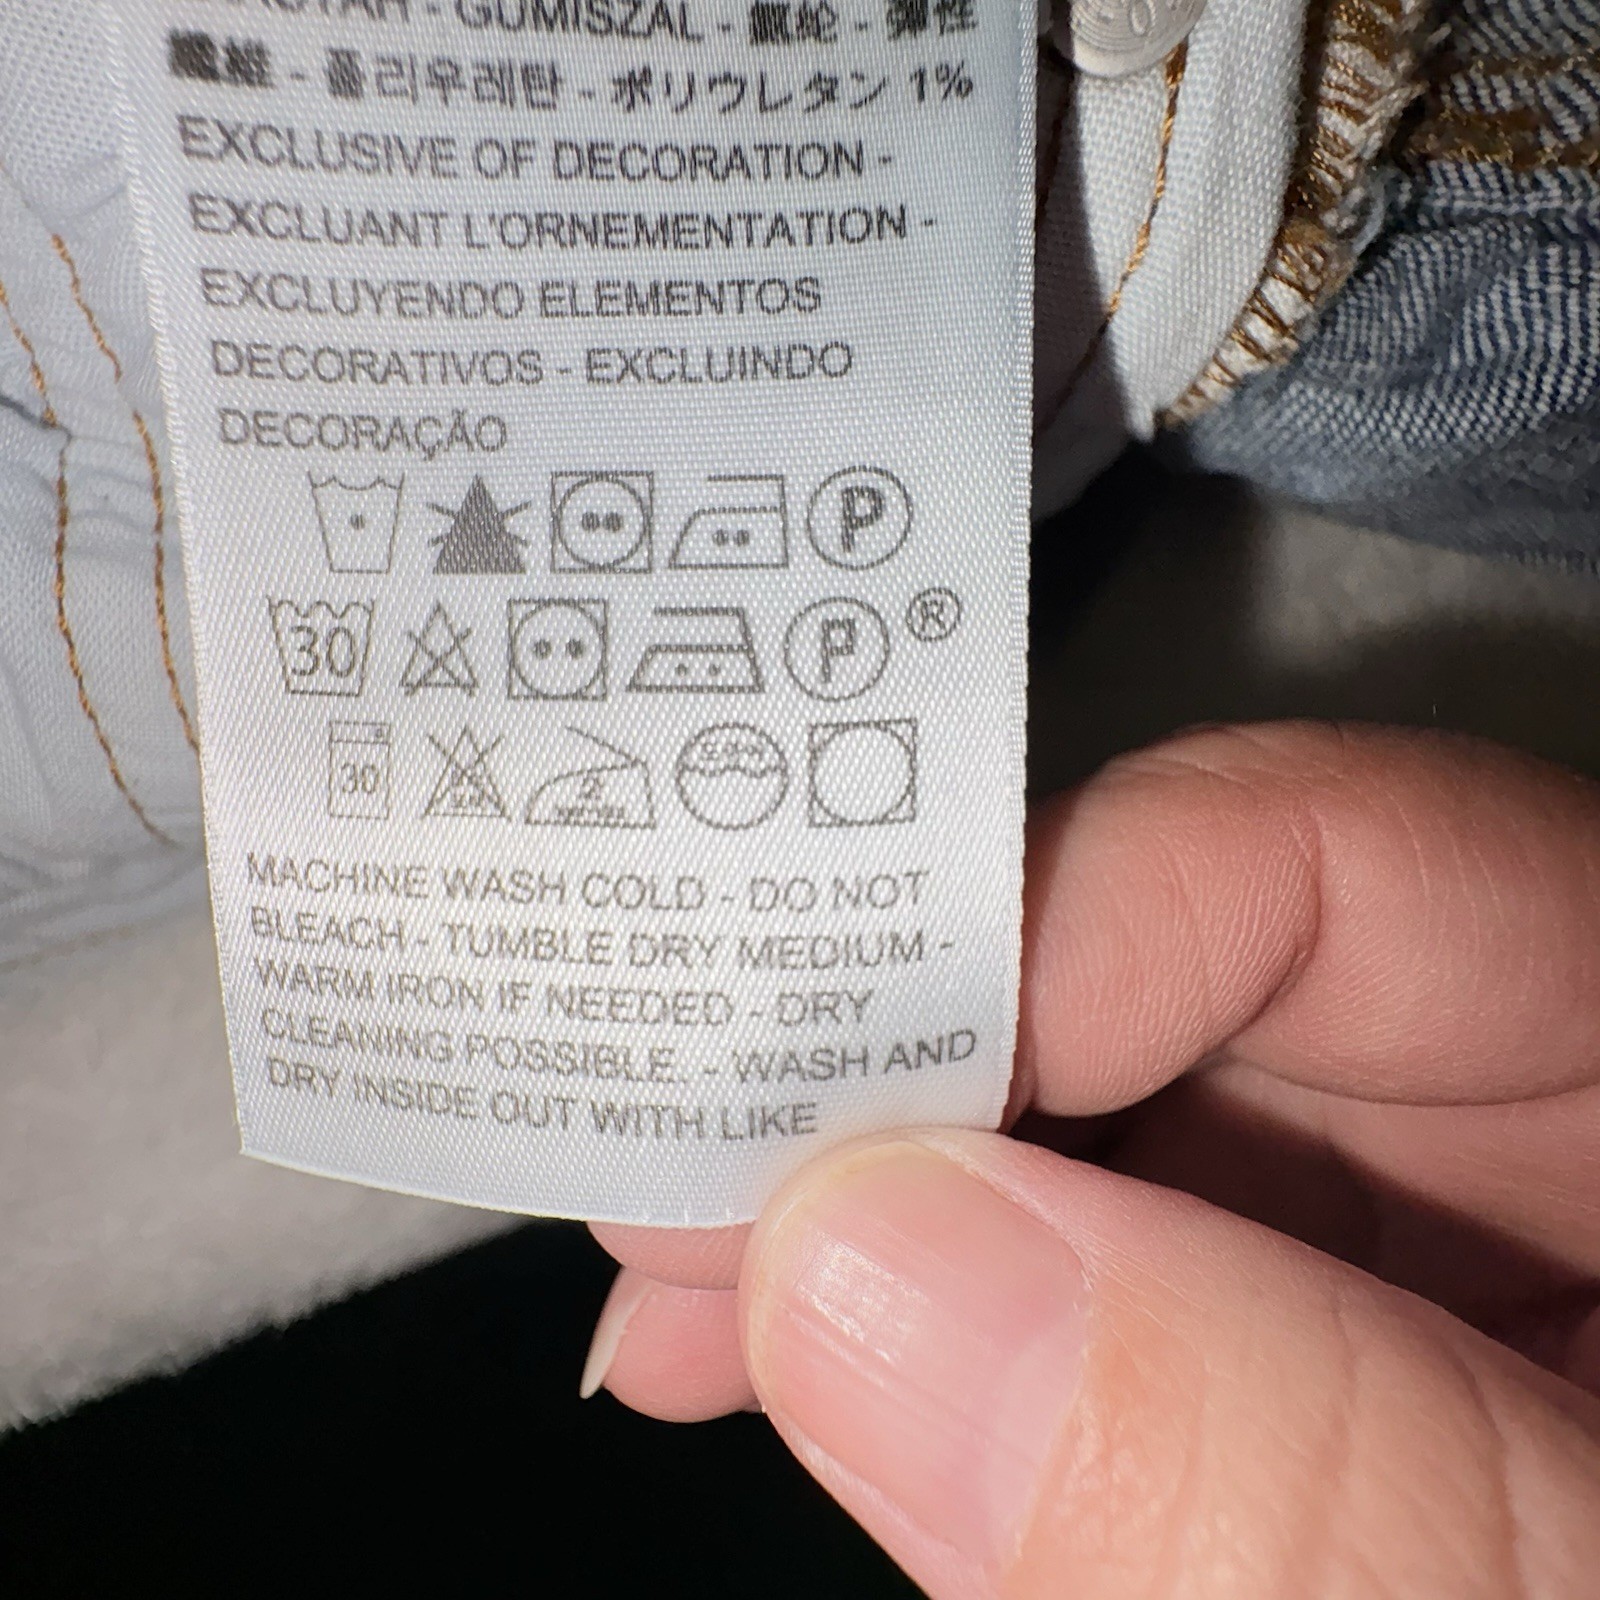 - GUMISZAL - 氨纶 - 彈性
纖維 - 폴리우레탄 - ポリウレタン 1%
EXCLUSIVE OF DECORATION -
EXCLUANT L'ORNEMENTATION -
EXCLUYENDO ELEMENTOS
DECORATIVOS - EXCLUINDO
DECORAÇÃO
P
30 P ®
30
MACHINE WASH COLD - DO NOT
BLEACH - TUMBLE DRY MEDIUM -
WARM IRON IF NEEDED - DRY
CLEANING POSSIBLE. - WASH AND
DRY INSIDE OUT WITH LIKE